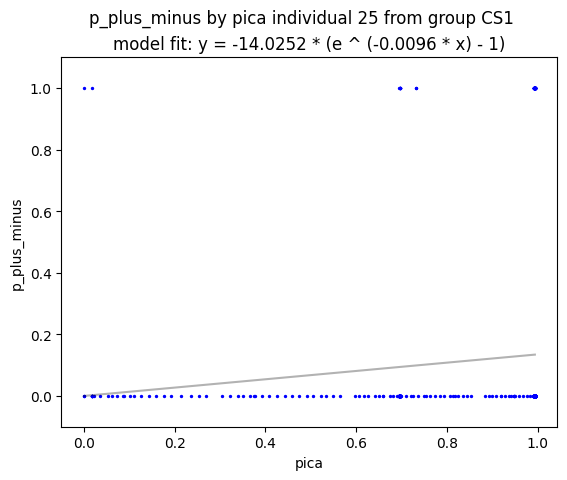 p_plus_minus by pica individual 25 from group CS1
model fit: y = -14.0252 * (e ^ (-0.0096 * x) - 1)
1.0
0.8
0.6
0.4
0.2
0.0
p_plus_minus
0.0 0.2 0.4 0.6 0.8 1.0
pica